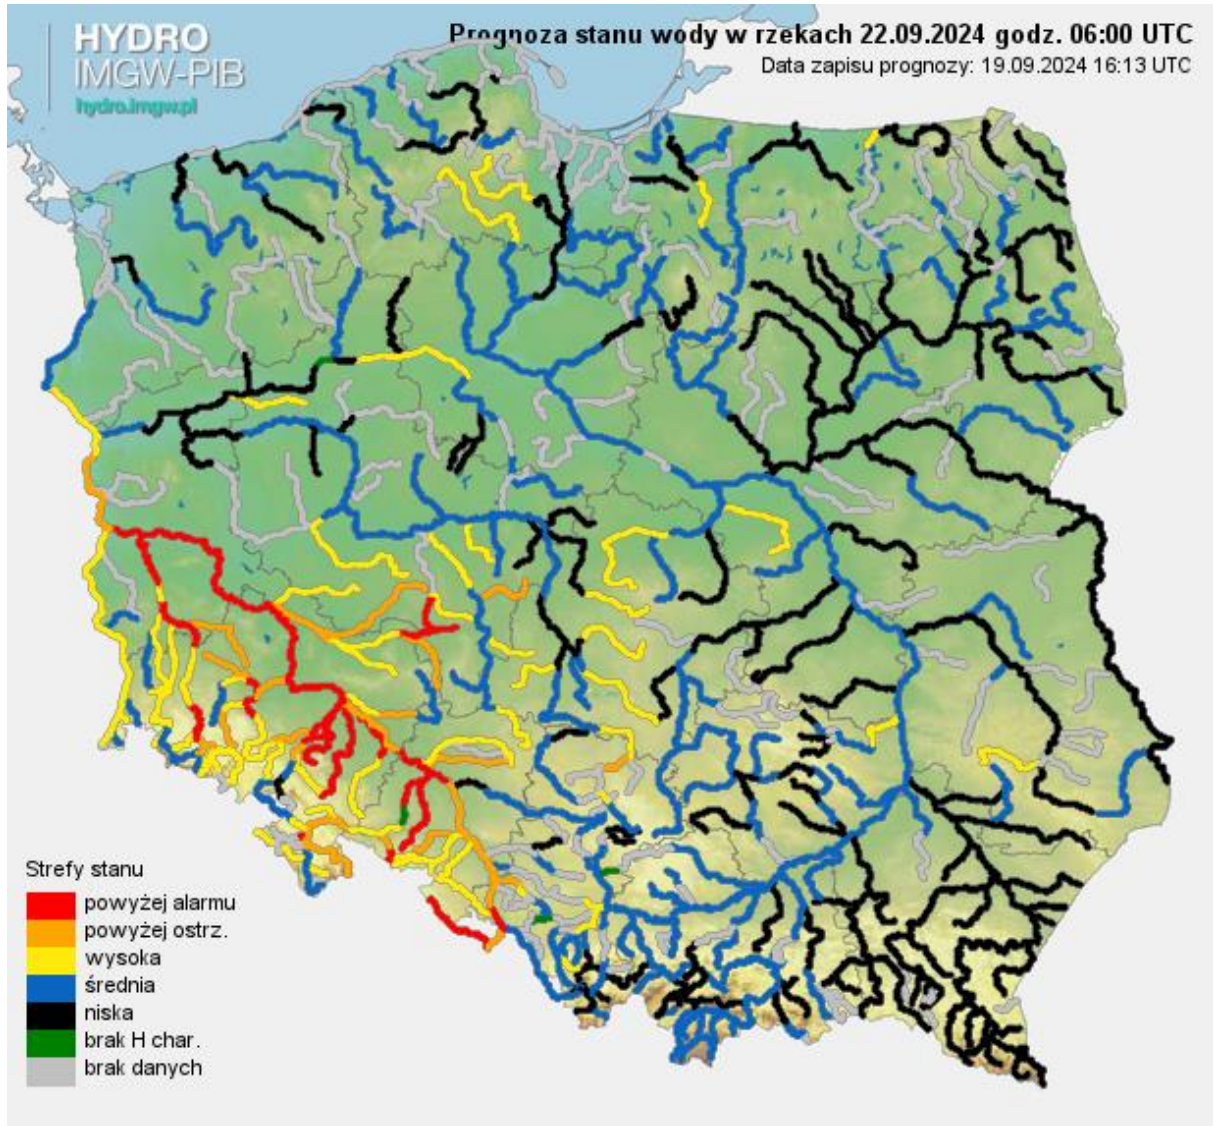 HYDRO
IMGW-PIB
hydro.imgw.pl
Prognoza stanu wody w rzekach 22.09.2024 godz. 06:00 UTC
Data zapisu prognozy: 19.09.2024 16:13 UTC
Strefy stanu
powyżej alarmu
powyżej ostrz.
wysoka
średnia
niska
brak H char.
brak danych